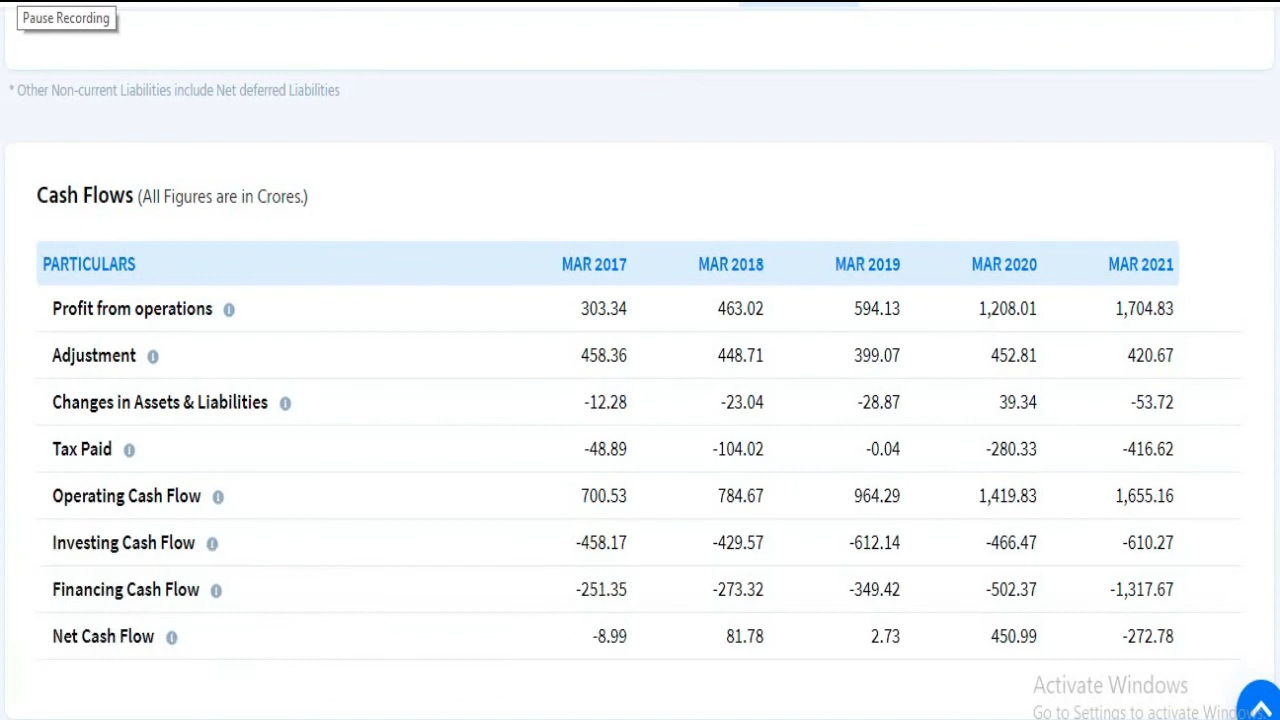 Pause Recording
* Other Non-current Liabilities include Net deferred Liabilities
Cash Flows (All Figures are in Crores.)
PARTICULARS MAR 2017 MAR 2018 MAR 2019 MAR 2020 MAR 2021
Profit from operations 303.34 463.02 594.13 1,208.01 1,704.83
Adjustment 458.36 448.71 399.07 452.81 420.67
Changes in Assets & Liabilities -12.28 -23.04 -28.87 39.34 -53.72
Tax Paid -48.89 -104.02 -0.04 -280.33 -416.62
Operating Cash Flow 700.53 784.67 964.29 1,419.83 1,655.16
Investing Cash Flow -458.17 -429.57 -612.14 -466.47 -610.27
Financing Cash Flow -251.35 -273.32 -349.42 -502.37 -1,317.67
Net Cash Flow -8.99 81.78 2.73 450.99 -272.78
Activate Windows
Go to Settings to activate Windows